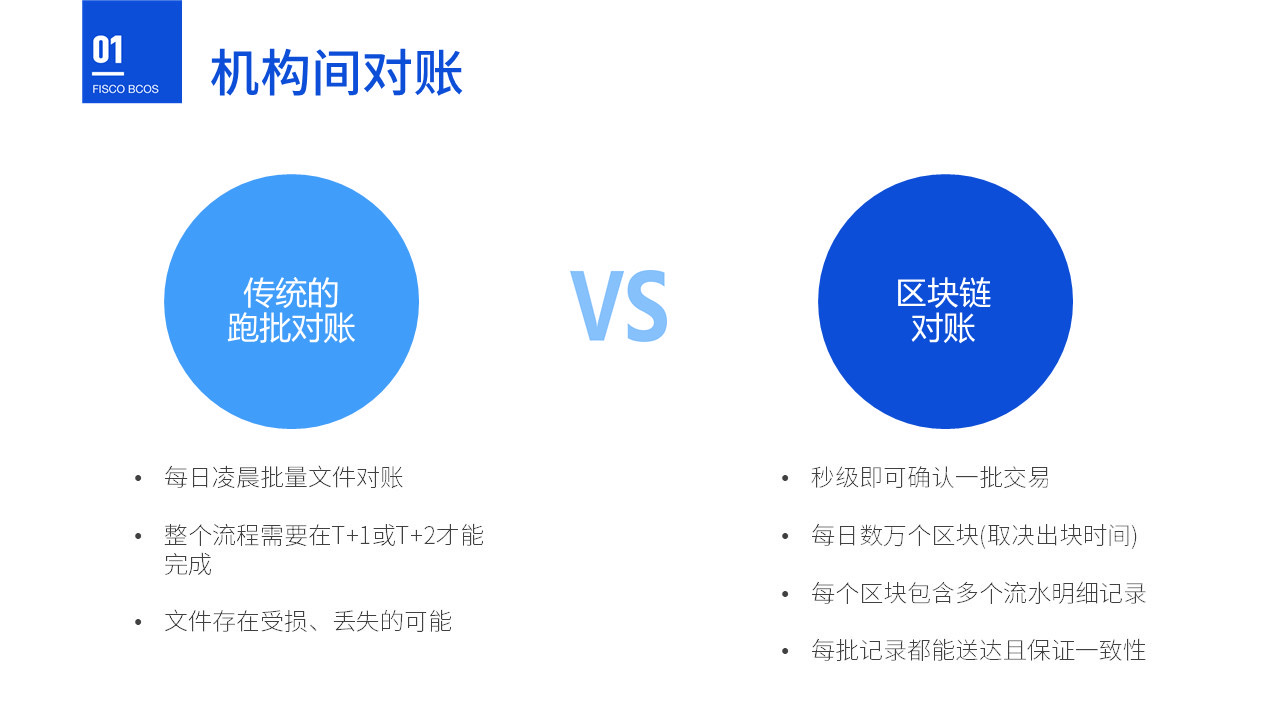 01
FISCO BCOS
机构间对账
传统的
跑批对账
VS
区块链
对账
• 每日凌晨批量文件对账
• 整个流程需要在T+1或T+2才能
完成
• 文件存在受损、丢失的可能
• 秒级即可确认一批交易
• 每日数万个区块(取决出块时间)
• 每个区块包含多个流水明细记录
• 每批记录都能送达且保证一致性